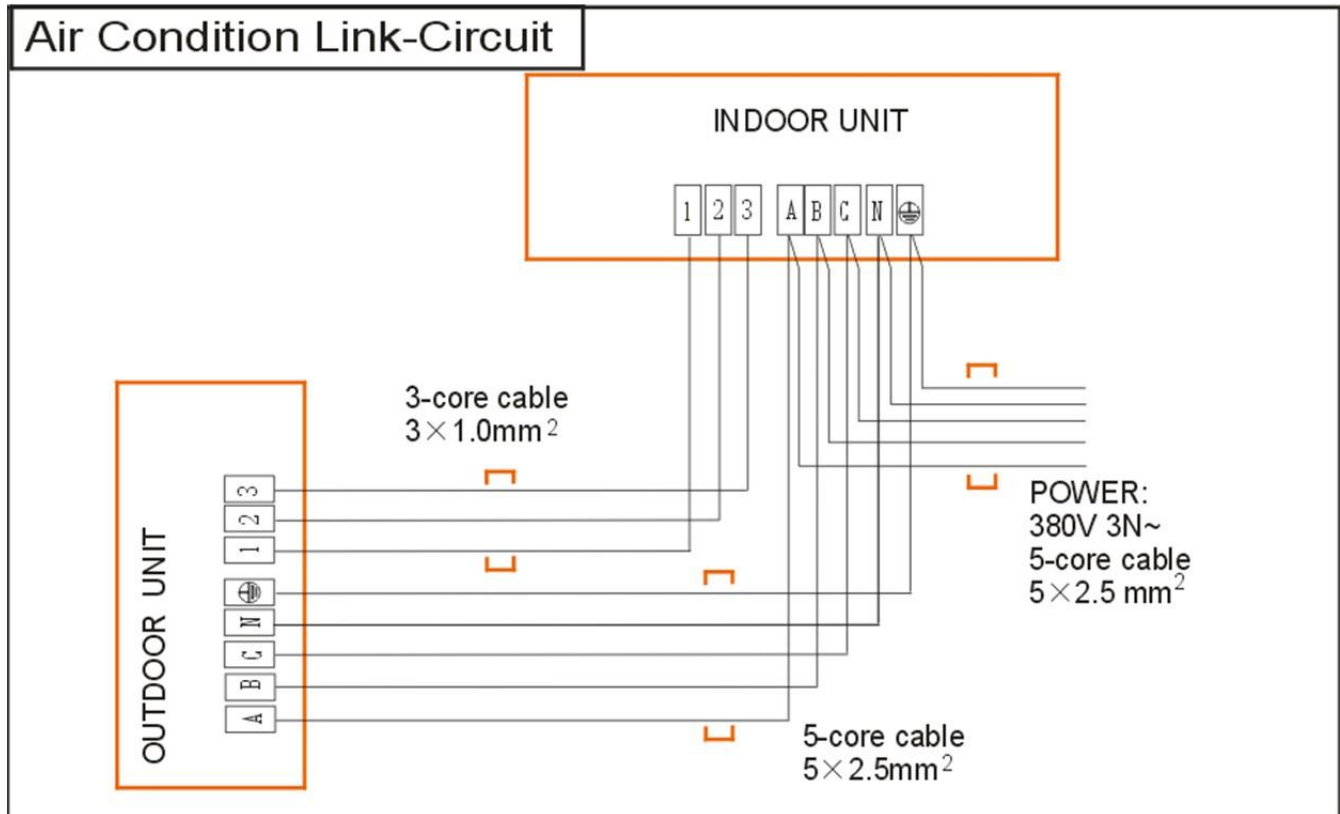 Air Condition Link-Circuit
INDOOR UNIT
1 2 3 A B C N
3-core cable
3×1.0mm²
POWER:
380V 3N~
5-core cable
5×2.5 mm²
OUTDOOR UNIT
3
2
1
N
C
B
A
5-core cable
5×2.5mm²